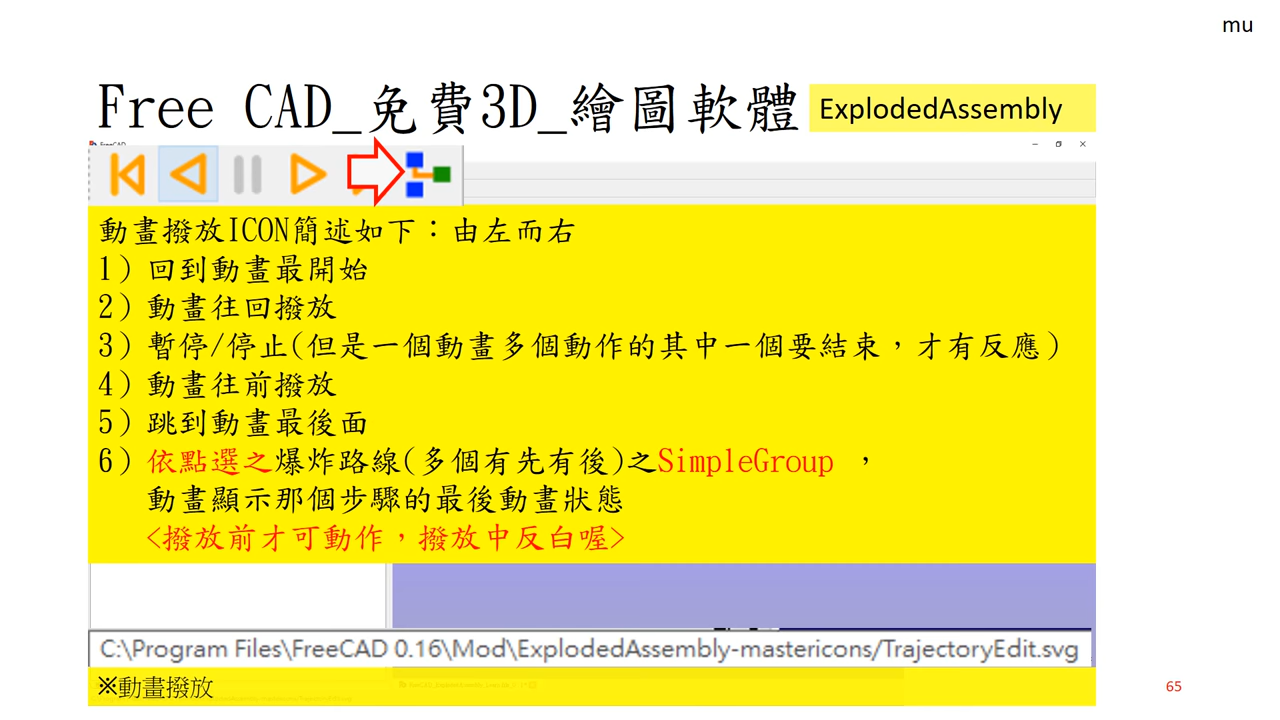 mu
Free CAD_免費3D_繪圖軟體
ExplodedAssembly
FreeCAD
動畫撥放ICON簡述如下：由左而右
1) 回到動畫最開始
2) 動畫往回撥放
3) 暫停/停止(但是一個動畫多個動作的其中一個要結束，才有反應)
4) 動畫往前撥放
5) 跳到動畫最後面
6) 依點選之爆炸路線(多個有先有後)之SimpleGroup ，
動畫顯示那個步驟的最後動畫狀態
<撥放前才可動作，撥放中反白喔>
C:\Program Files\FreeCAD 0.16\Mod\ExplodedAssembly-mastericons/TrajectoryEdit.svg
※動畫撥放
65